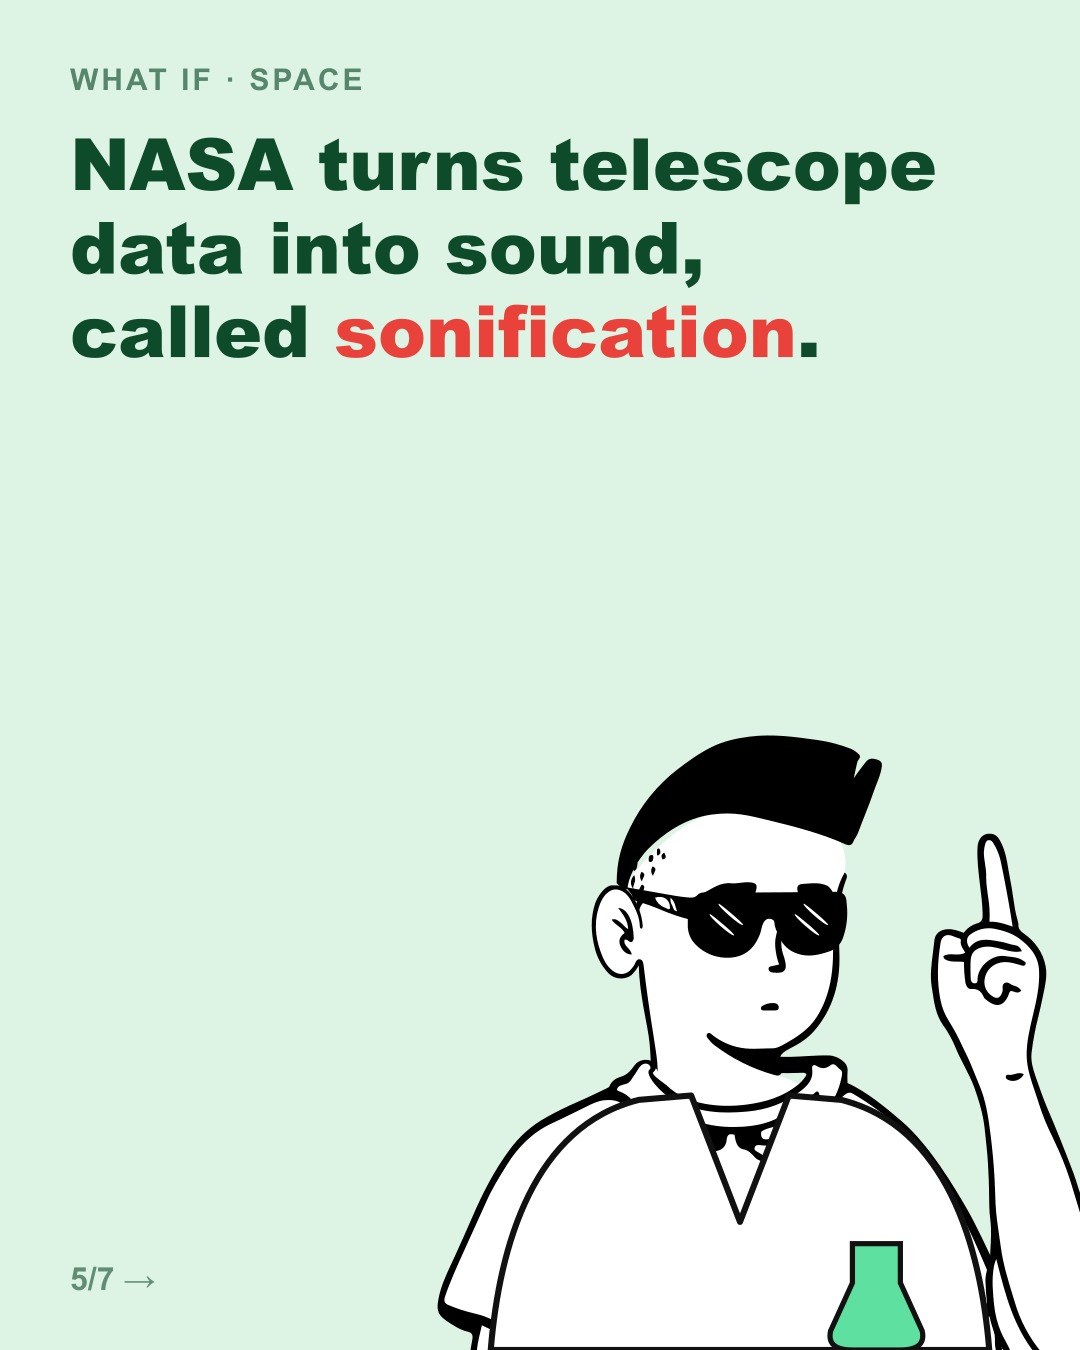 WHAT IF · SPACE
NASA turns telescope
data into sound,
called sonification.
5/7 →